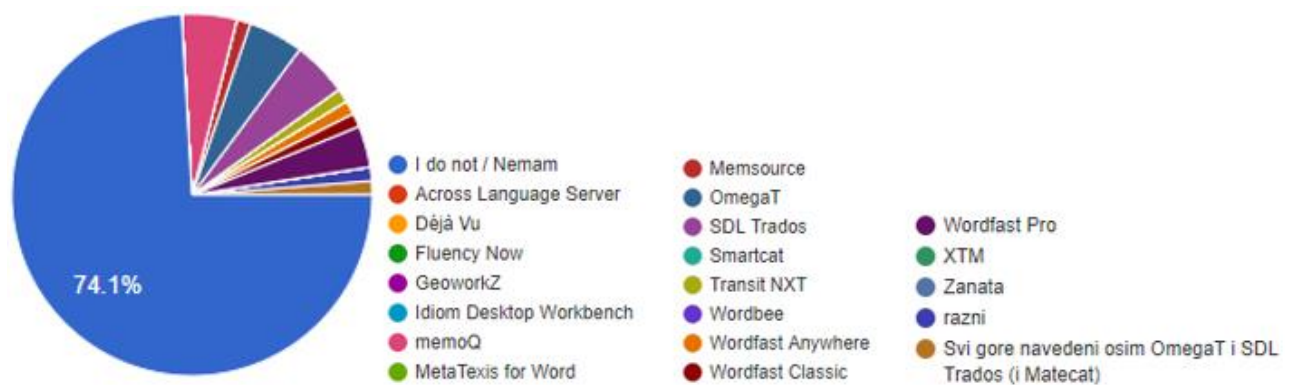 74.1%
I do not / Nemam
Across Language Server
Déjà Vu
Fluency Now
GeoworkZ
Idiom Desktop Workbench
memoQ
MetaTexis for Word
Memsource
OmegaT
SDL Trados
Smartcat
Transit NXT
Wordbee
Wordfast Anywhere
Wordfast Classic
Wordfast Pro
XTM
Zanata
razni
Svi gore navedeni osim OmegaT i SDL
Trados (i Matecat)